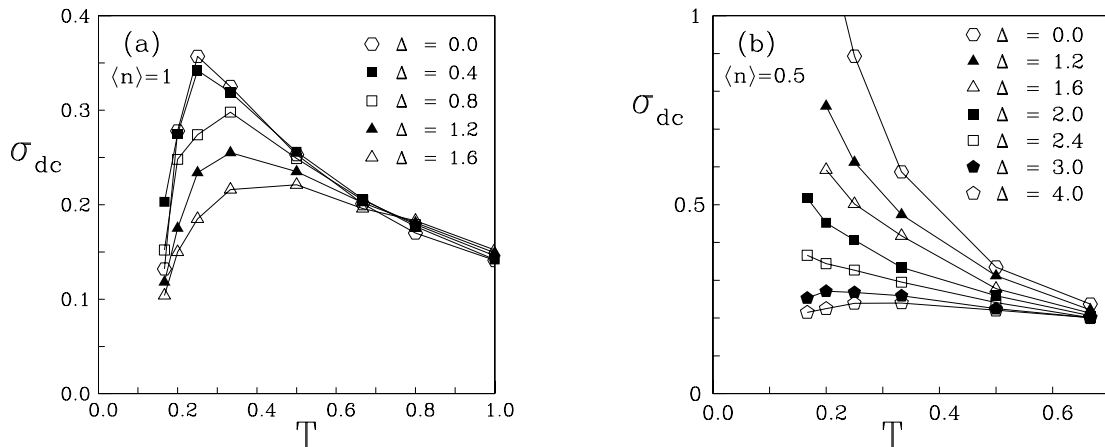 (a)
⟨n⟩=1
Δ = 0.0
Δ = 0.4
Δ = 0.8
Δ = 1.2
Δ = 1.6
0.4
0.3
0.2
0.1
0.0
σdc
0.0 0.2 0.4 0.6 0.8 1.0
T
(b)
⟨n⟩=0.5
Δ = 0.0
Δ = 1.2
Δ = 1.6
Δ = 2.0
Δ = 2.4
Δ = 3.0
Δ = 4.0
1
0.5
0
σdc
0.0 0.2 0.4 0.6
T